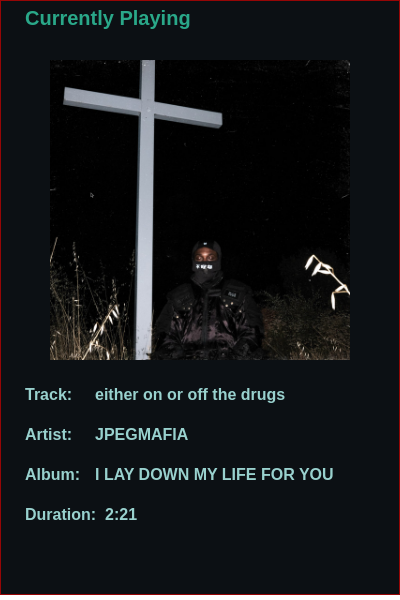 Currently Playing
Track: either on or off the drugs
Artist: JPEGMAFIA
Album: I LAY DOWN MY LIFE FOR YOU
Duration: 2:21